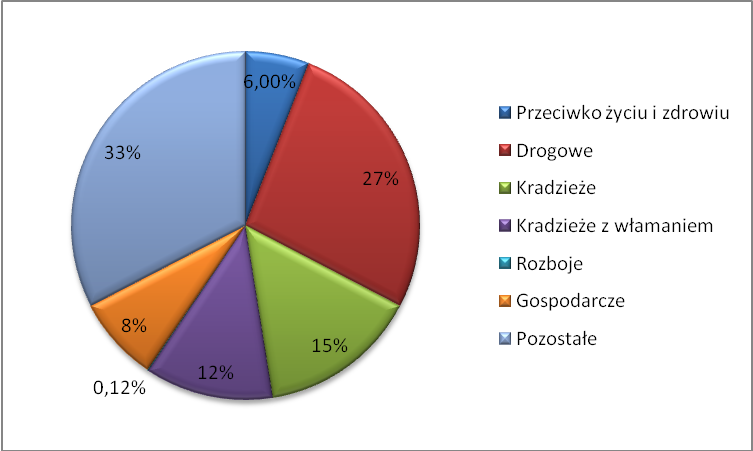 6,00%
27%
15%
12%
0,12%
8%
33%
Przeciwko życiu i zdrowiu
Drogowe
Kradzieże
Kradzieże z włamaniem
Rozboje
Gospodarcze
Pozostałe